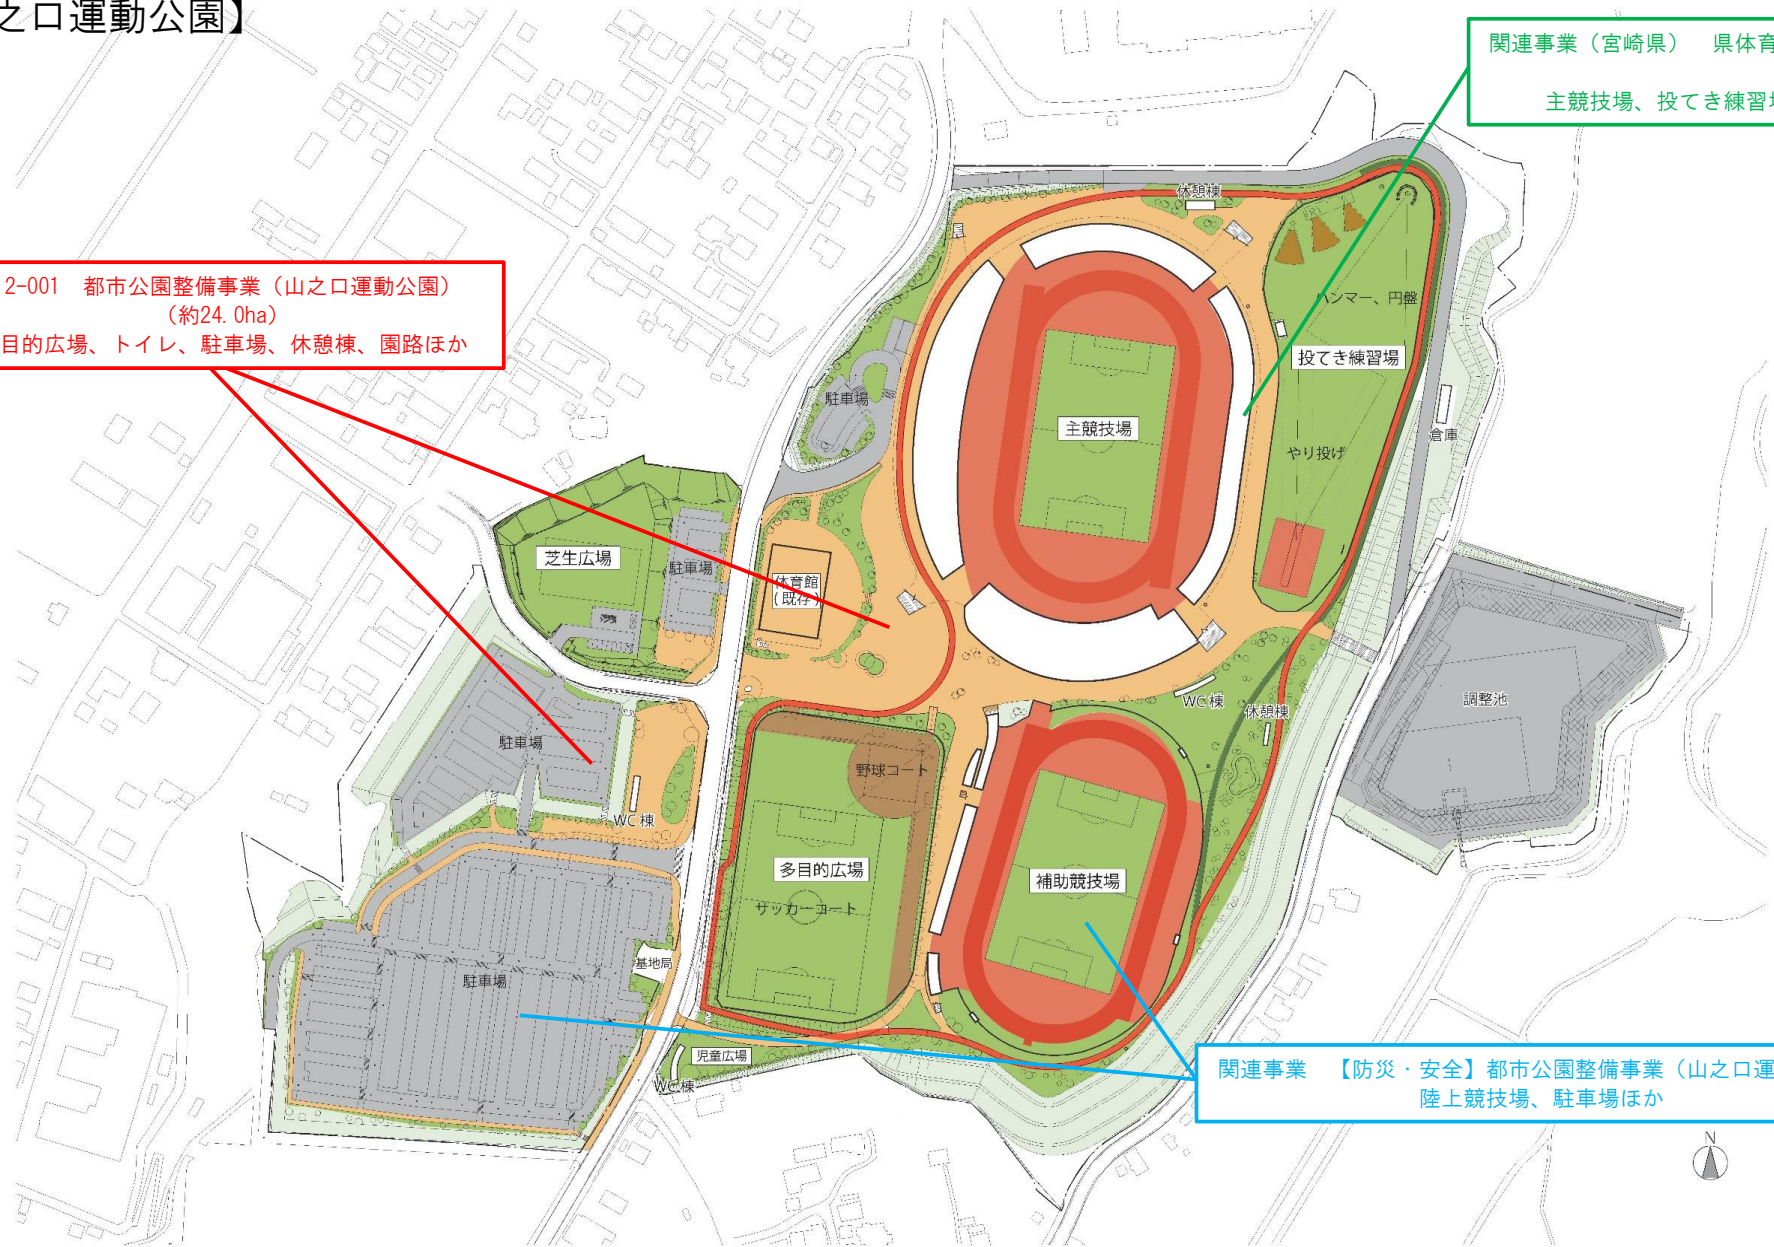 之口運動公園】
関連事業（宮崎県）　県体育
主競技場、投てき練習場
2-001　都市公園整備事業（山之口運動公園）
（約24.0ha）
目的広場、トイレ、駐車場、休憩棟、園路ほか
休憩棟
ハンマー、円盤
投てき練習場
駐車場
主競技場
倉庫
やり投げ
芝生広場
駐車場
体育館
（既存）
WC棟
休憩棟
調整池
駐車場
野球コート
WC棟
多目的広場
補助競技場
サッカーコート
基地局
駐車場
児童広場
WC棟
関連事業　【防災・安全】都市公園整備事業（山之口運
陸上競技場、駐車場ほか
N